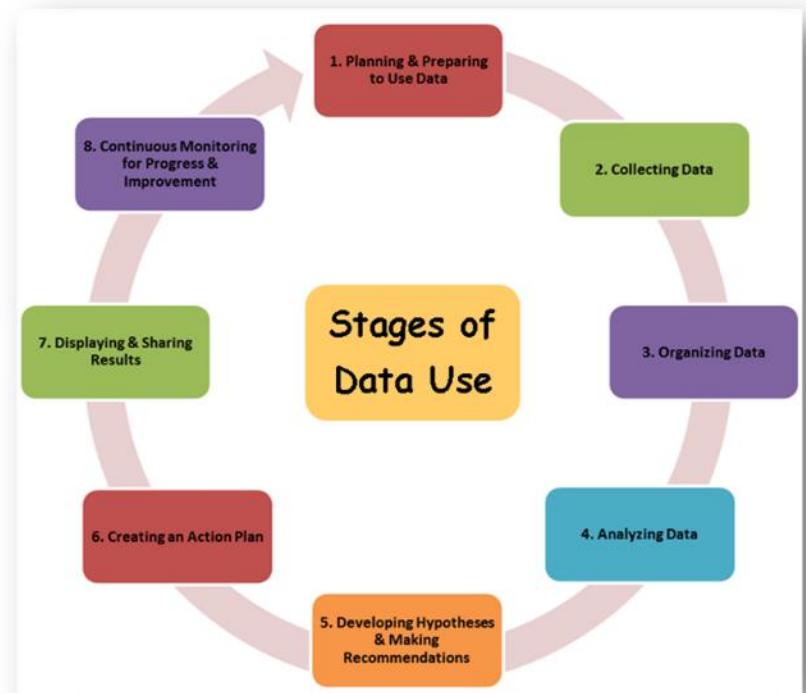 1. Planning & Preparing
to Use Data
2. Collecting Data
3. Organizing Data
4. Analyzing Data
5. Developing Hypotheses
& Making
Recommendations
6. Creating an Action Plan
7. Displaying & Sharing
Results
8. Continuous Monitoring
for Progress &
Improvement
Stages of
Data Use